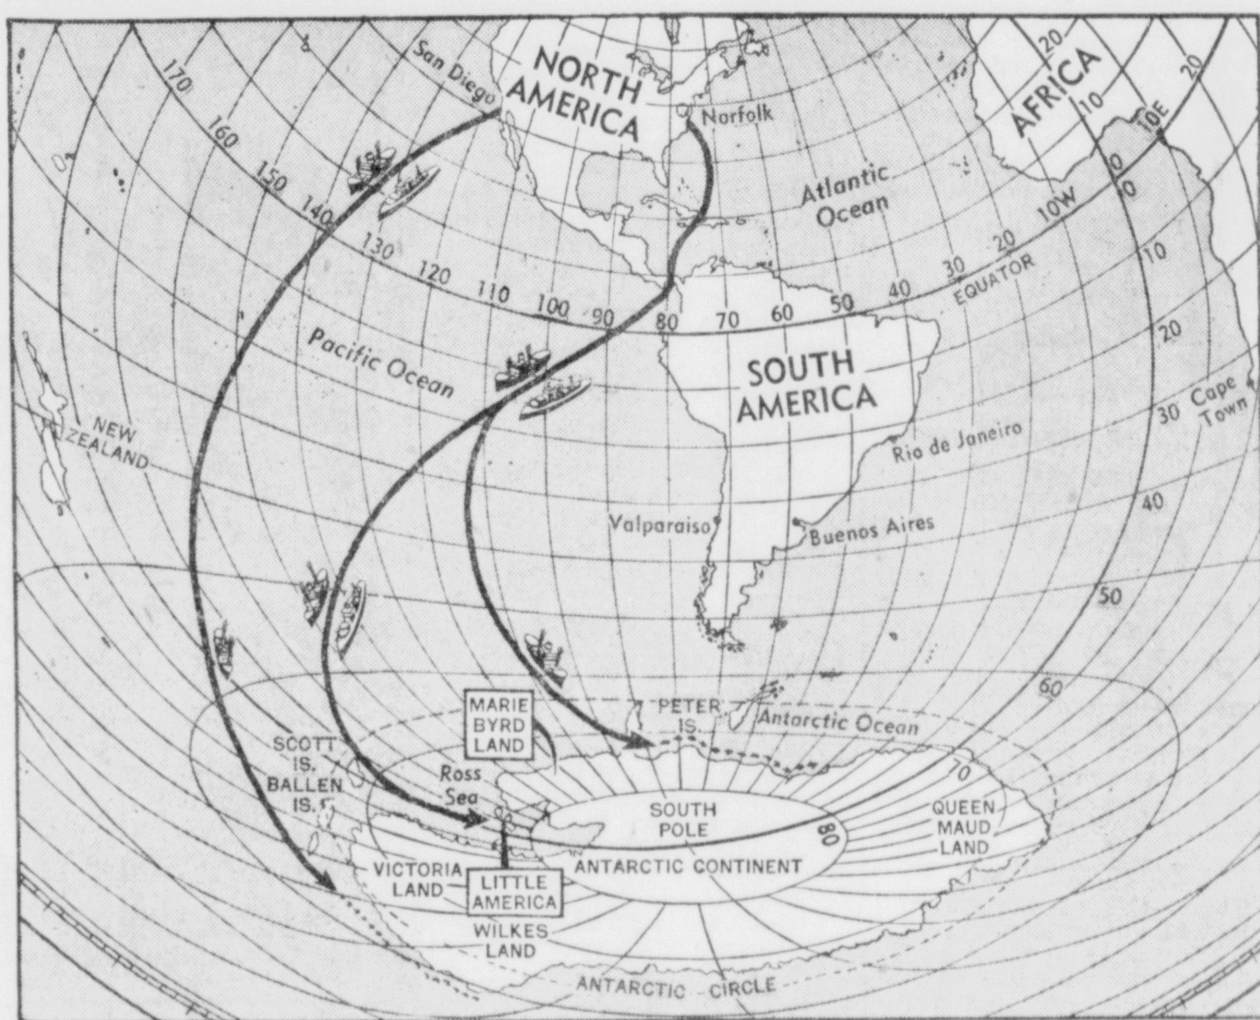 San Diego
NORTH
AMERICA
Norfolk
20
AFRICA
10
20
10E
0
0
170
160
150
140
130
120
110
100
90
80
70
60
50
40
30
20
10W
EQUATOR
Atlantic
Ocean
10
20
30
Cape
Town
40
50
60
70
80
Pacific Ocean
SOUTH
AMERICA
NEW
ZEALAND
Rio de Janeiro
Valparaiso
Buenos Aires
MARIE
BYRD
LAND
PETER
IS.
Antarctic Ocean
SCOTT
IS.
BALLEN
IS.
Ross
Sea
SOUTH
POLE
QUEEN
MAUD
LAND
VICTORIA
LAND
ANTARCTIC CONTINENT
LITTLE
AMERICA
WILKES
LAND
ANTARCTIC CIRCLE